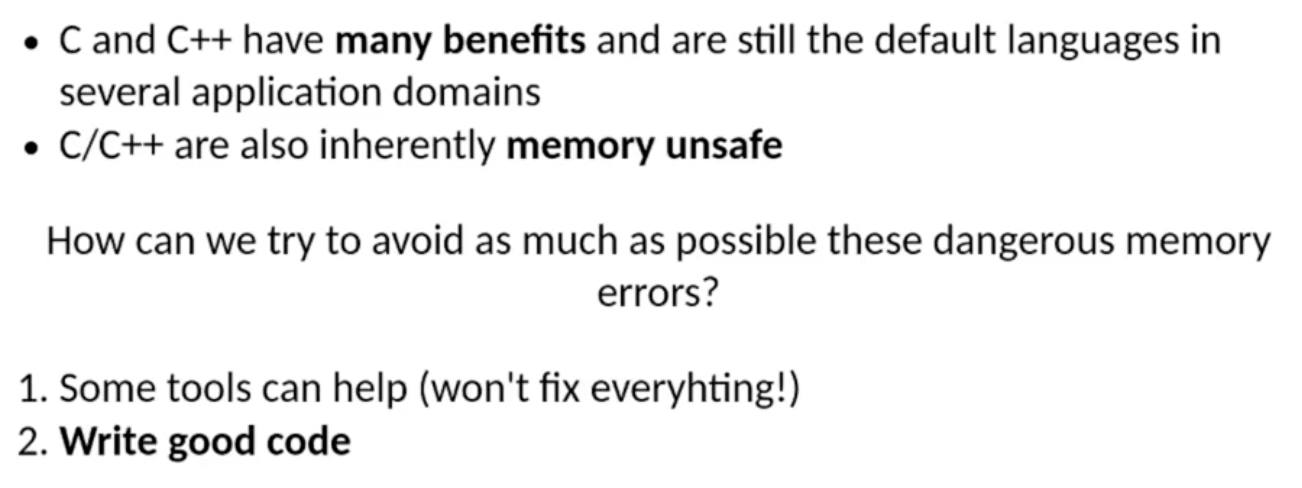 • C and C++ have many benefits and are still the default languages in
several application domains
• C/C++ are also inherently memory unsafe
How can we try to avoid as much as possible these dangerous memory
errors?
1. Some tools can help (won't fix everyhting!)
2. Write good code